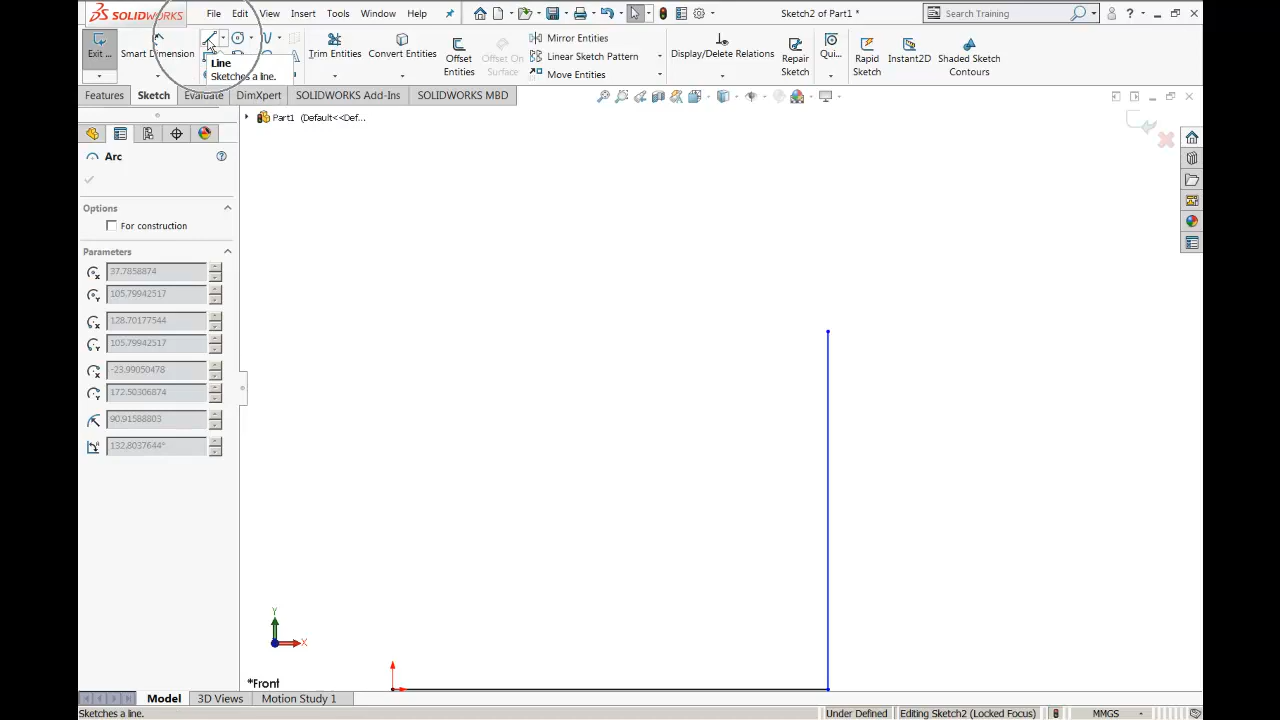 SOLIDWORKS File Edit View Insert Tools Window Help Sketch2 of Part1 * Search Training
Exit ... Smart Dimension Trim Entities Convert Entities Offset Entities Offset On Surface Mirror Entities Linear Sketch Pattern Move Entities Display/Delete Relations Repair Sketch Qui... Rapid Sketch Instant2D Shaded Sketch Contours
Line
Sketches a line.
Features Sketch Evaluate DimXpert SOLIDWORKS Add-Ins SOLIDWORKS MBD
Part1 (Default<<Def...
Arc
Options
For construction
Parameters
37.7858874
105.79942517
128.70177544
105.79942517
-23.99050478
172.50306874
90.91588803
132.8037644°
Y
X
*Front
Model 3D Views Motion Study 1
Sketches a line. Under Defined Editing Sketch2 (Locked Focus) MMGS